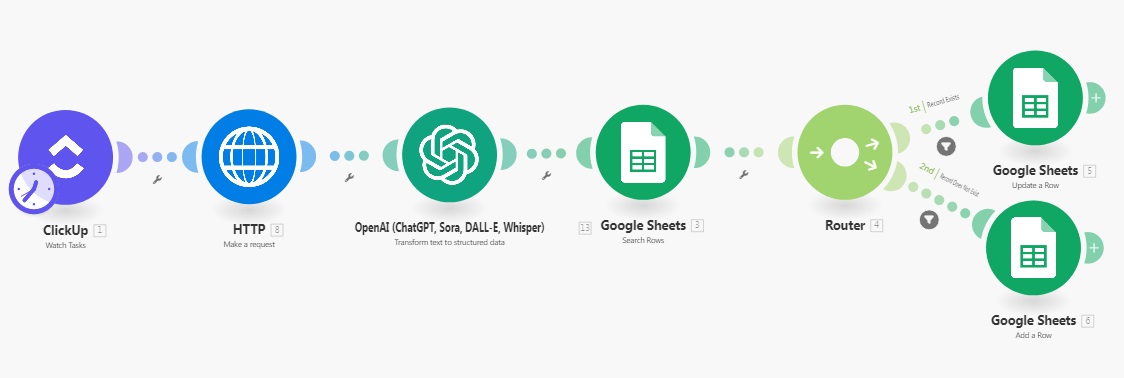 ClickUp 1
Watch Tasks
HTTP 8
Make a request
OpenAI (ChatGPT, Sora, DALL-E, Whisper) 13
Transform text to structured data
Google Sheets 3
Search Rows
Router 4
1st Record Exists
2nd Record Does Not Exist
Google Sheets 5
Update a Row
Google Sheets 6
Add a Row